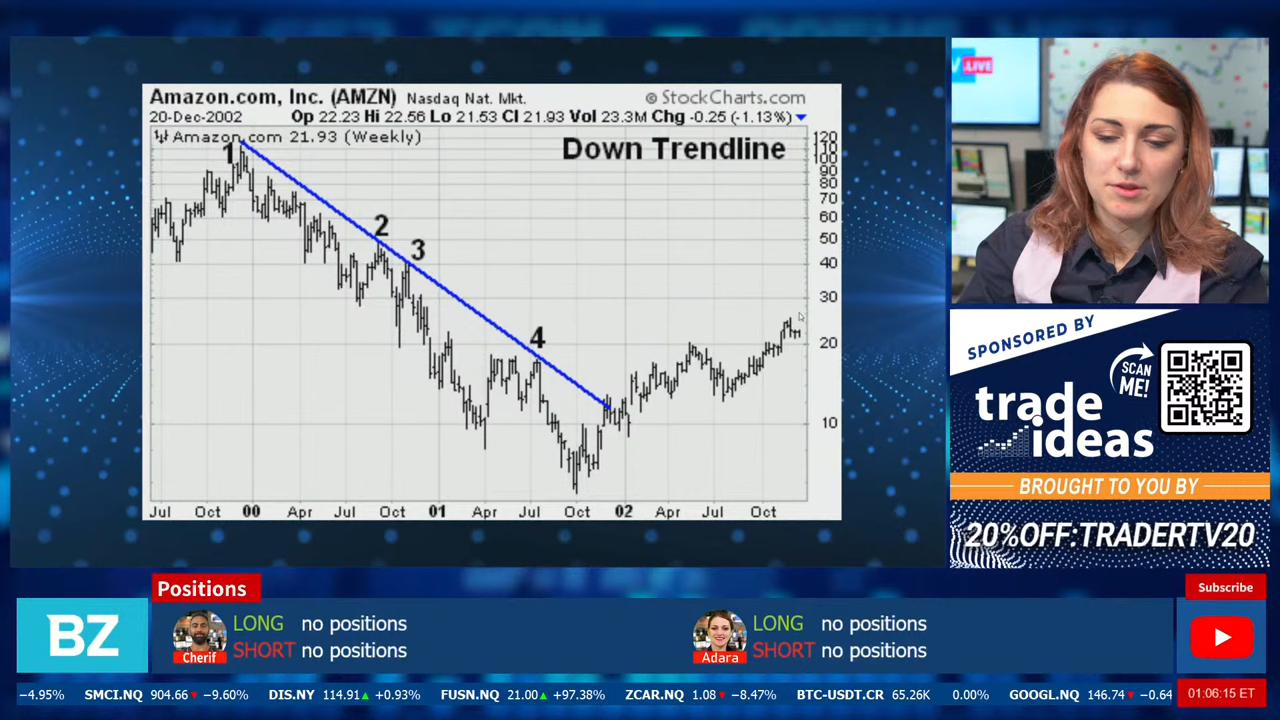 Amazon.com, Inc. (AMZN) Nasdaq Nat. Mkt. © StockCharts.com
20-Dec-2002 Op 22.23 Hi 22.56 Lo 21.53 Cl 21.93 Vol 23.3M Chg -0.25 (-1.13%)
Amazon.com 21.93 (Weekly)
Down Trendline
1
2
3
4
120
110
100
90
80
70
60
50
40
30
20
10
Jul Oct 00 Apr Jul Oct 01 Apr Jul Oct 02 Apr Jul Oct
.LIVE
SPONSORED BY
SCAN
ME!
trade
ideas
BROUGHT TO YOU BY
20%OFF:TRADERTV20
Positions
Subscribe
BZ
LONG no positions
SHORT no positions
Cherif
LONG no positions
SHORT no positions
Adara
−4.95% SMCI.NQ 904.66 −9.60% DIS.NY 114.91 +0.93% FUSN.NQ 21.00 +97.38% ZCAR.NQ 1.08 −8.47% BTC-USDT.CR 65.26K 0.00% GOOGL.NQ 146.74 −0.64
01:06:15 ET